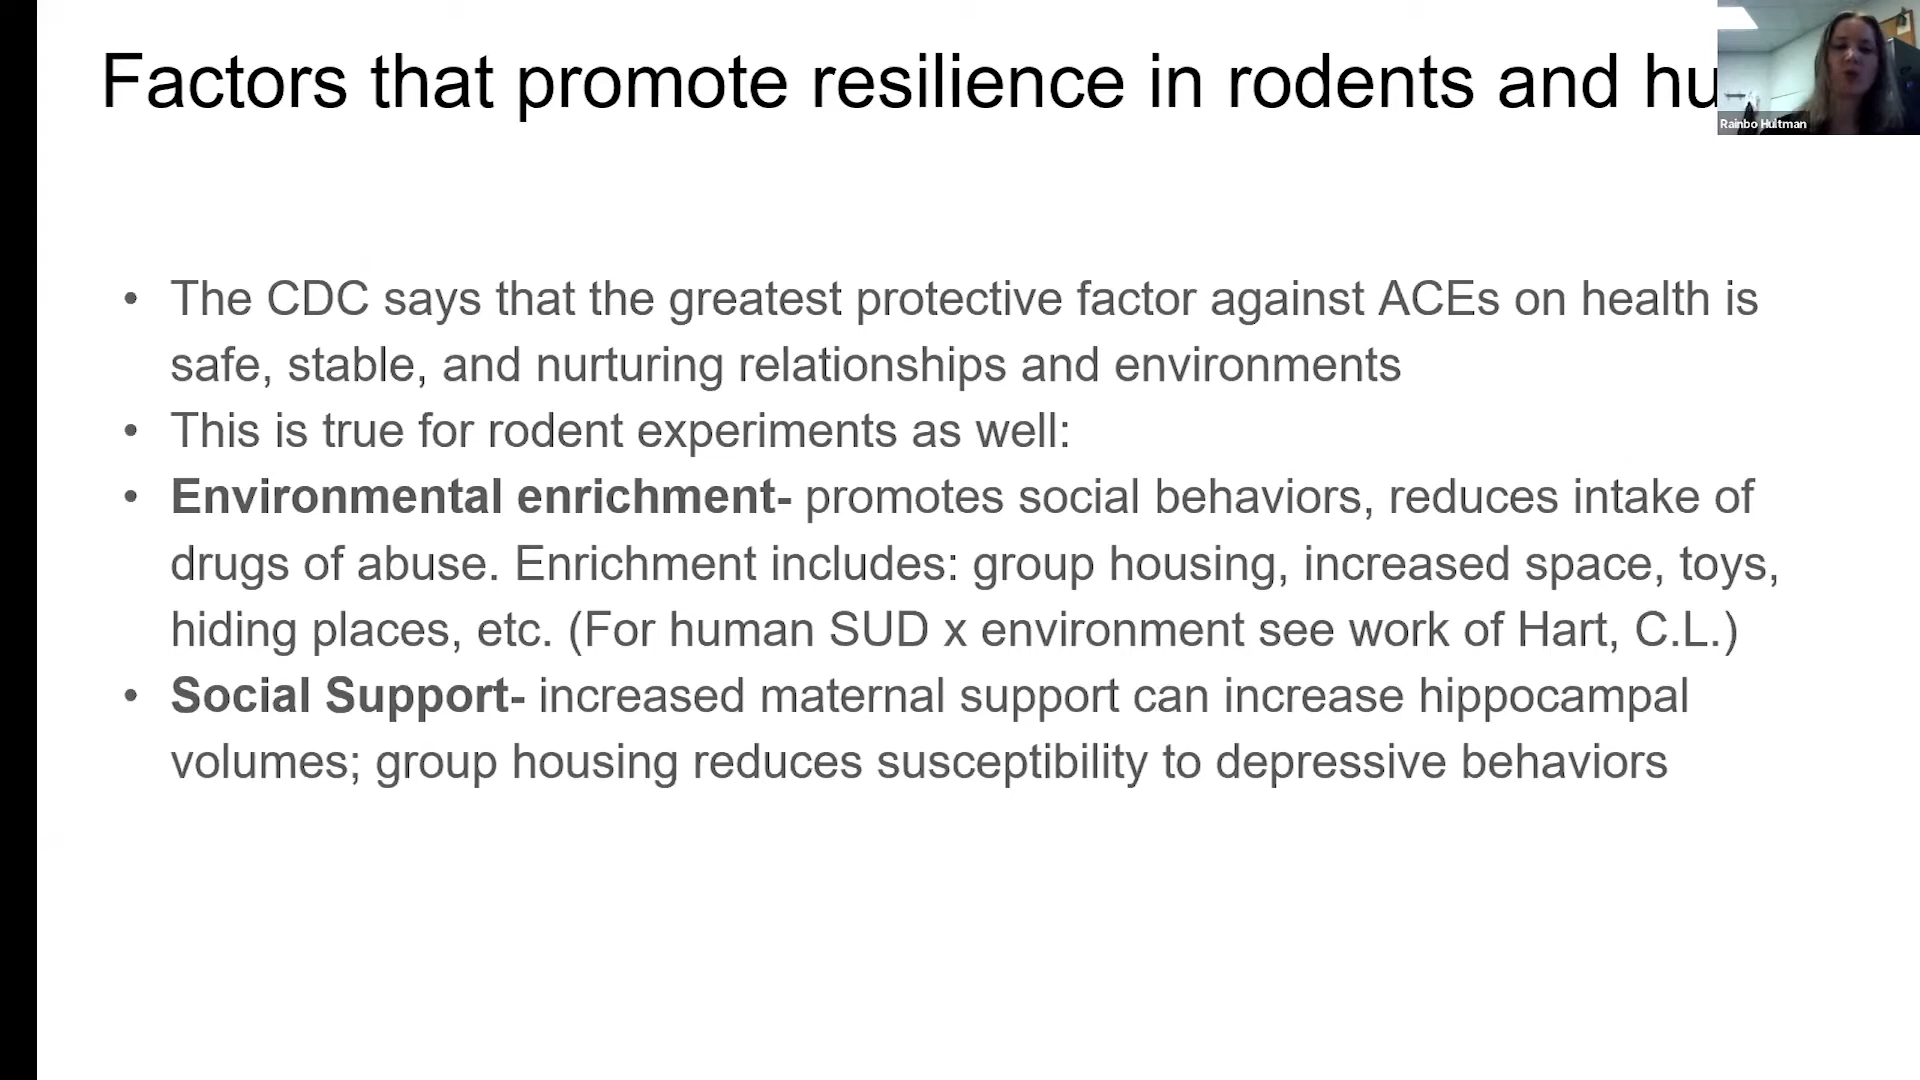 Factors that promote resilience in rodents and hu
Rainbo Hultman
• The CDC says that the greatest protective factor against ACEs on health is
safe, stable, and nurturing relationships and environments
• This is true for rodent experiments as well:
• Environmental enrichment- promotes social behaviors, reduces intake of
drugs of abuse. Enrichment includes: group housing, increased space, toys,
hiding places, etc. (For human SUD x environment see work of Hart, C.L.)
• Social Support- increased maternal support can increase hippocampal
volumes; group housing reduces susceptibility to depressive behaviors